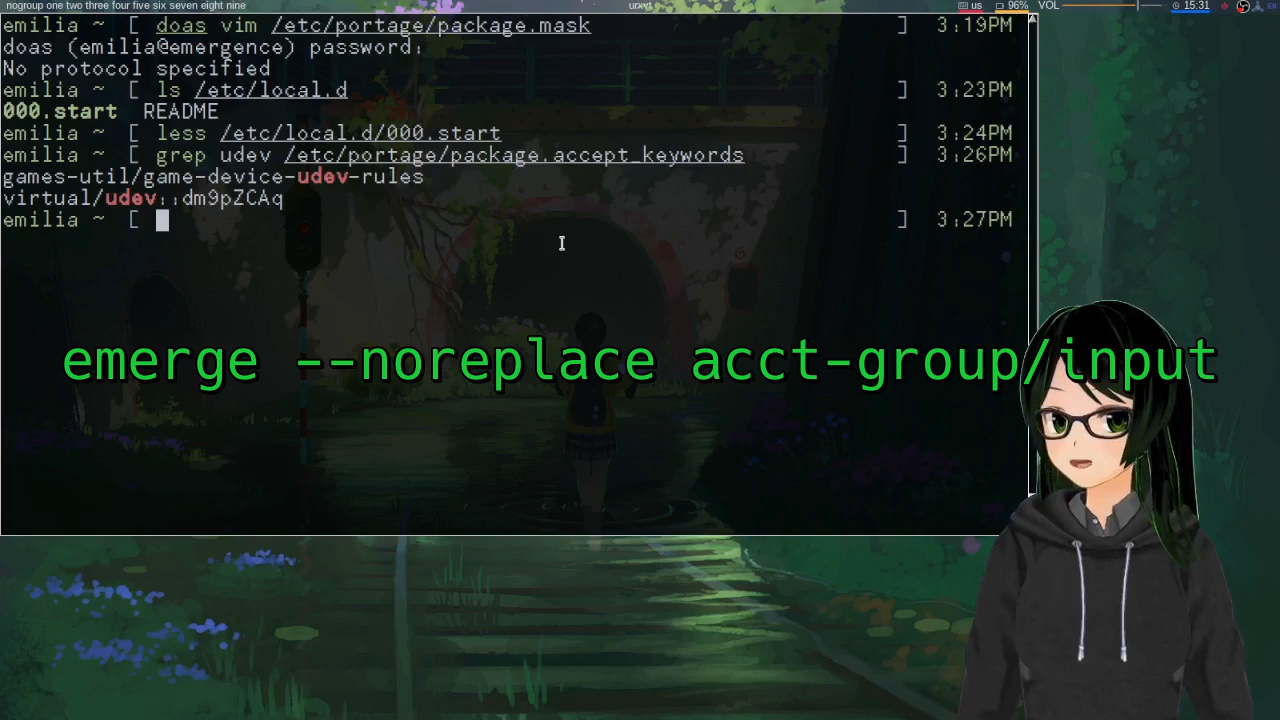 nogroup one two three four five six seven eight nine urxvt us 96% VOL 15:31
emilia ~ [ doas vim /etc/portage/package.mask ] 3:19PM
doas (emilia@emergence) password:
No protocol specified
emilia ~ [ ls /etc/local.d ] 3:23PM
000.start README
emilia ~ [ less /etc/local.d/000.start ] 3:24PM
emilia ~ [ grep udev /etc/portage/package.accept_keywords ] 3:26PM
games-util/game-device-udev-rules
virtual/udev::dm9pZCAq
emilia ~ [ ] 3:27PM
emerge --noreplace acct-group/input